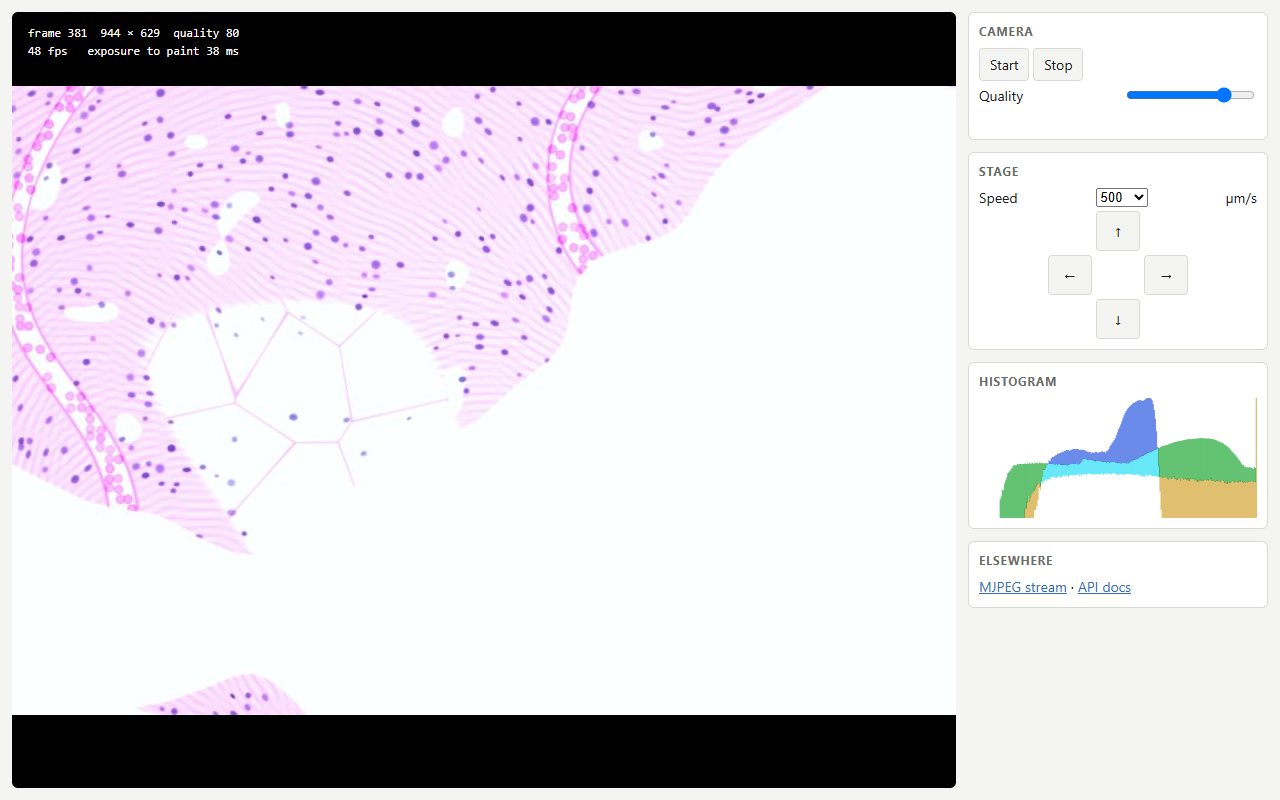 frame 381  944 × 629  quality 80
48 fps   exposure to paint 38 ms
CAMERA
Start Stop
Quality
STAGE
Speed 500 µm/s
↑
← →
↓
HISTOGRAM
ELSEWHERE
MJPEG stream · API docs